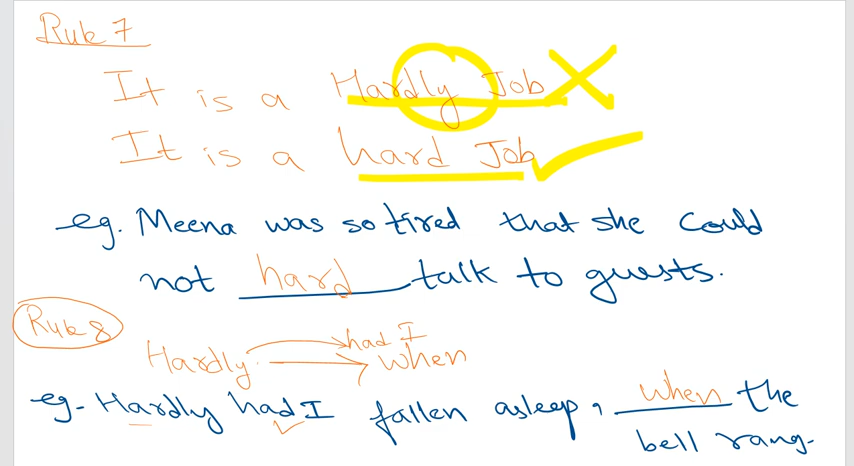 Rule 7
It is a Hardly Job
It is a hard Job
eg. Meena was so tired that she could
not hard talk to guests.
Rule 8
had I
Hardly when
eg- Hardly had I fallen asleep, when the
bell rang.